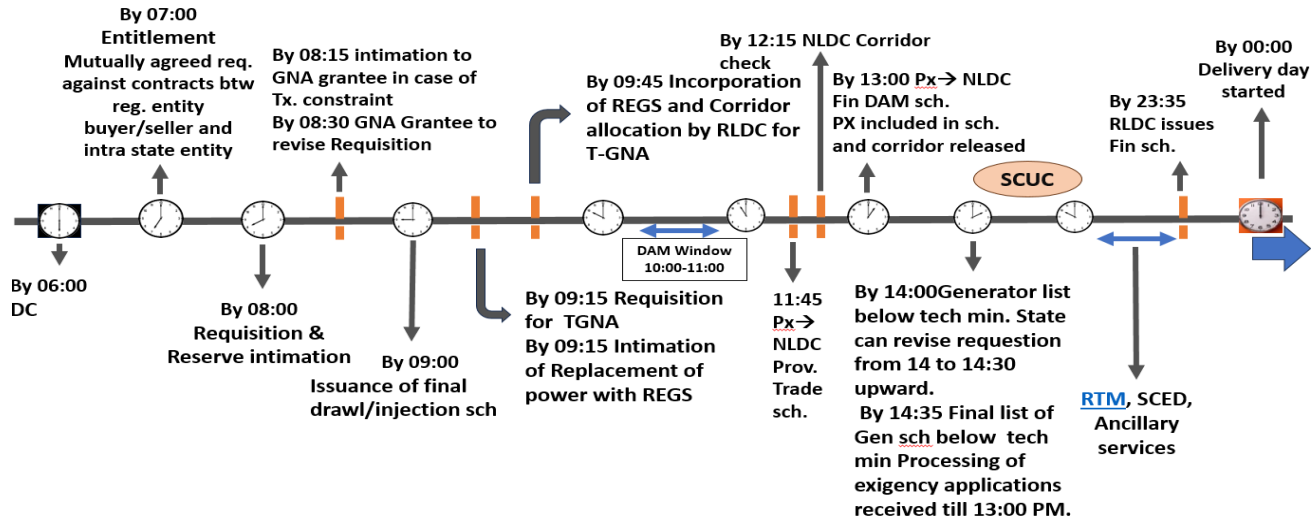 By 07:00
Entitlement
Mutually agreed req.
against contracts btw
reg. entity
buyer/seller and
intra state entity
By 08:15 intimation to
GNA grantee in case of
Tx. constraint
By 08:30 GNA Grantee to
revise Requisition
By 09:45 Incorporation
of REGS and Corridor
allocation by RLDC for
T-GNA
By 12:15 NLDC Corridor
check
By 13:00 Px→ NLDC
Fin DAM sch.
PX included in sch.
and corridor released
SCUC
By 23:35
RLDC issues
Fin sch.
By 00:00
Delivery day
started
DAM Window
10:00-11:00
By 06:00
DC
By 08:00
Requisition &
Reserve intimation
By 09:00
Issuance of final
drawl/injection sch
By 09:15 Requisition
for TGNA
By 09:15 Intimation
of Replacement of
power with REGS
11:45
Px→
NLDC
Prov.
Trade
sch.
By 14:00Generator list
below tech min. State
can revise requestion
from 14 to 14:30
upward.
By 14:35 Final list of
Gen sch below tech
min Processing of
exigency applications
received till 13:00 PM.
RTM, SCED,
Ancillary
services